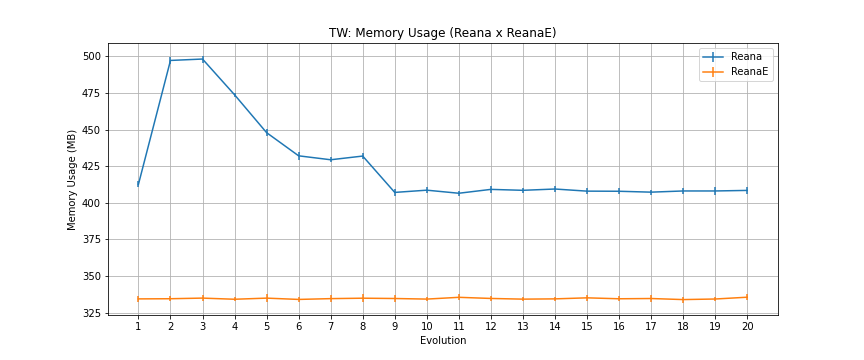 TW: Memory Usage (Reana x ReanaE)
Reana
ReanaE
Memory Usage (MB)
500
475
450
425
400
375
350
325
1 2 3 4 5 6 7 8 9 10 11 12 13 14 15 16 17 18 19 20
Evolution